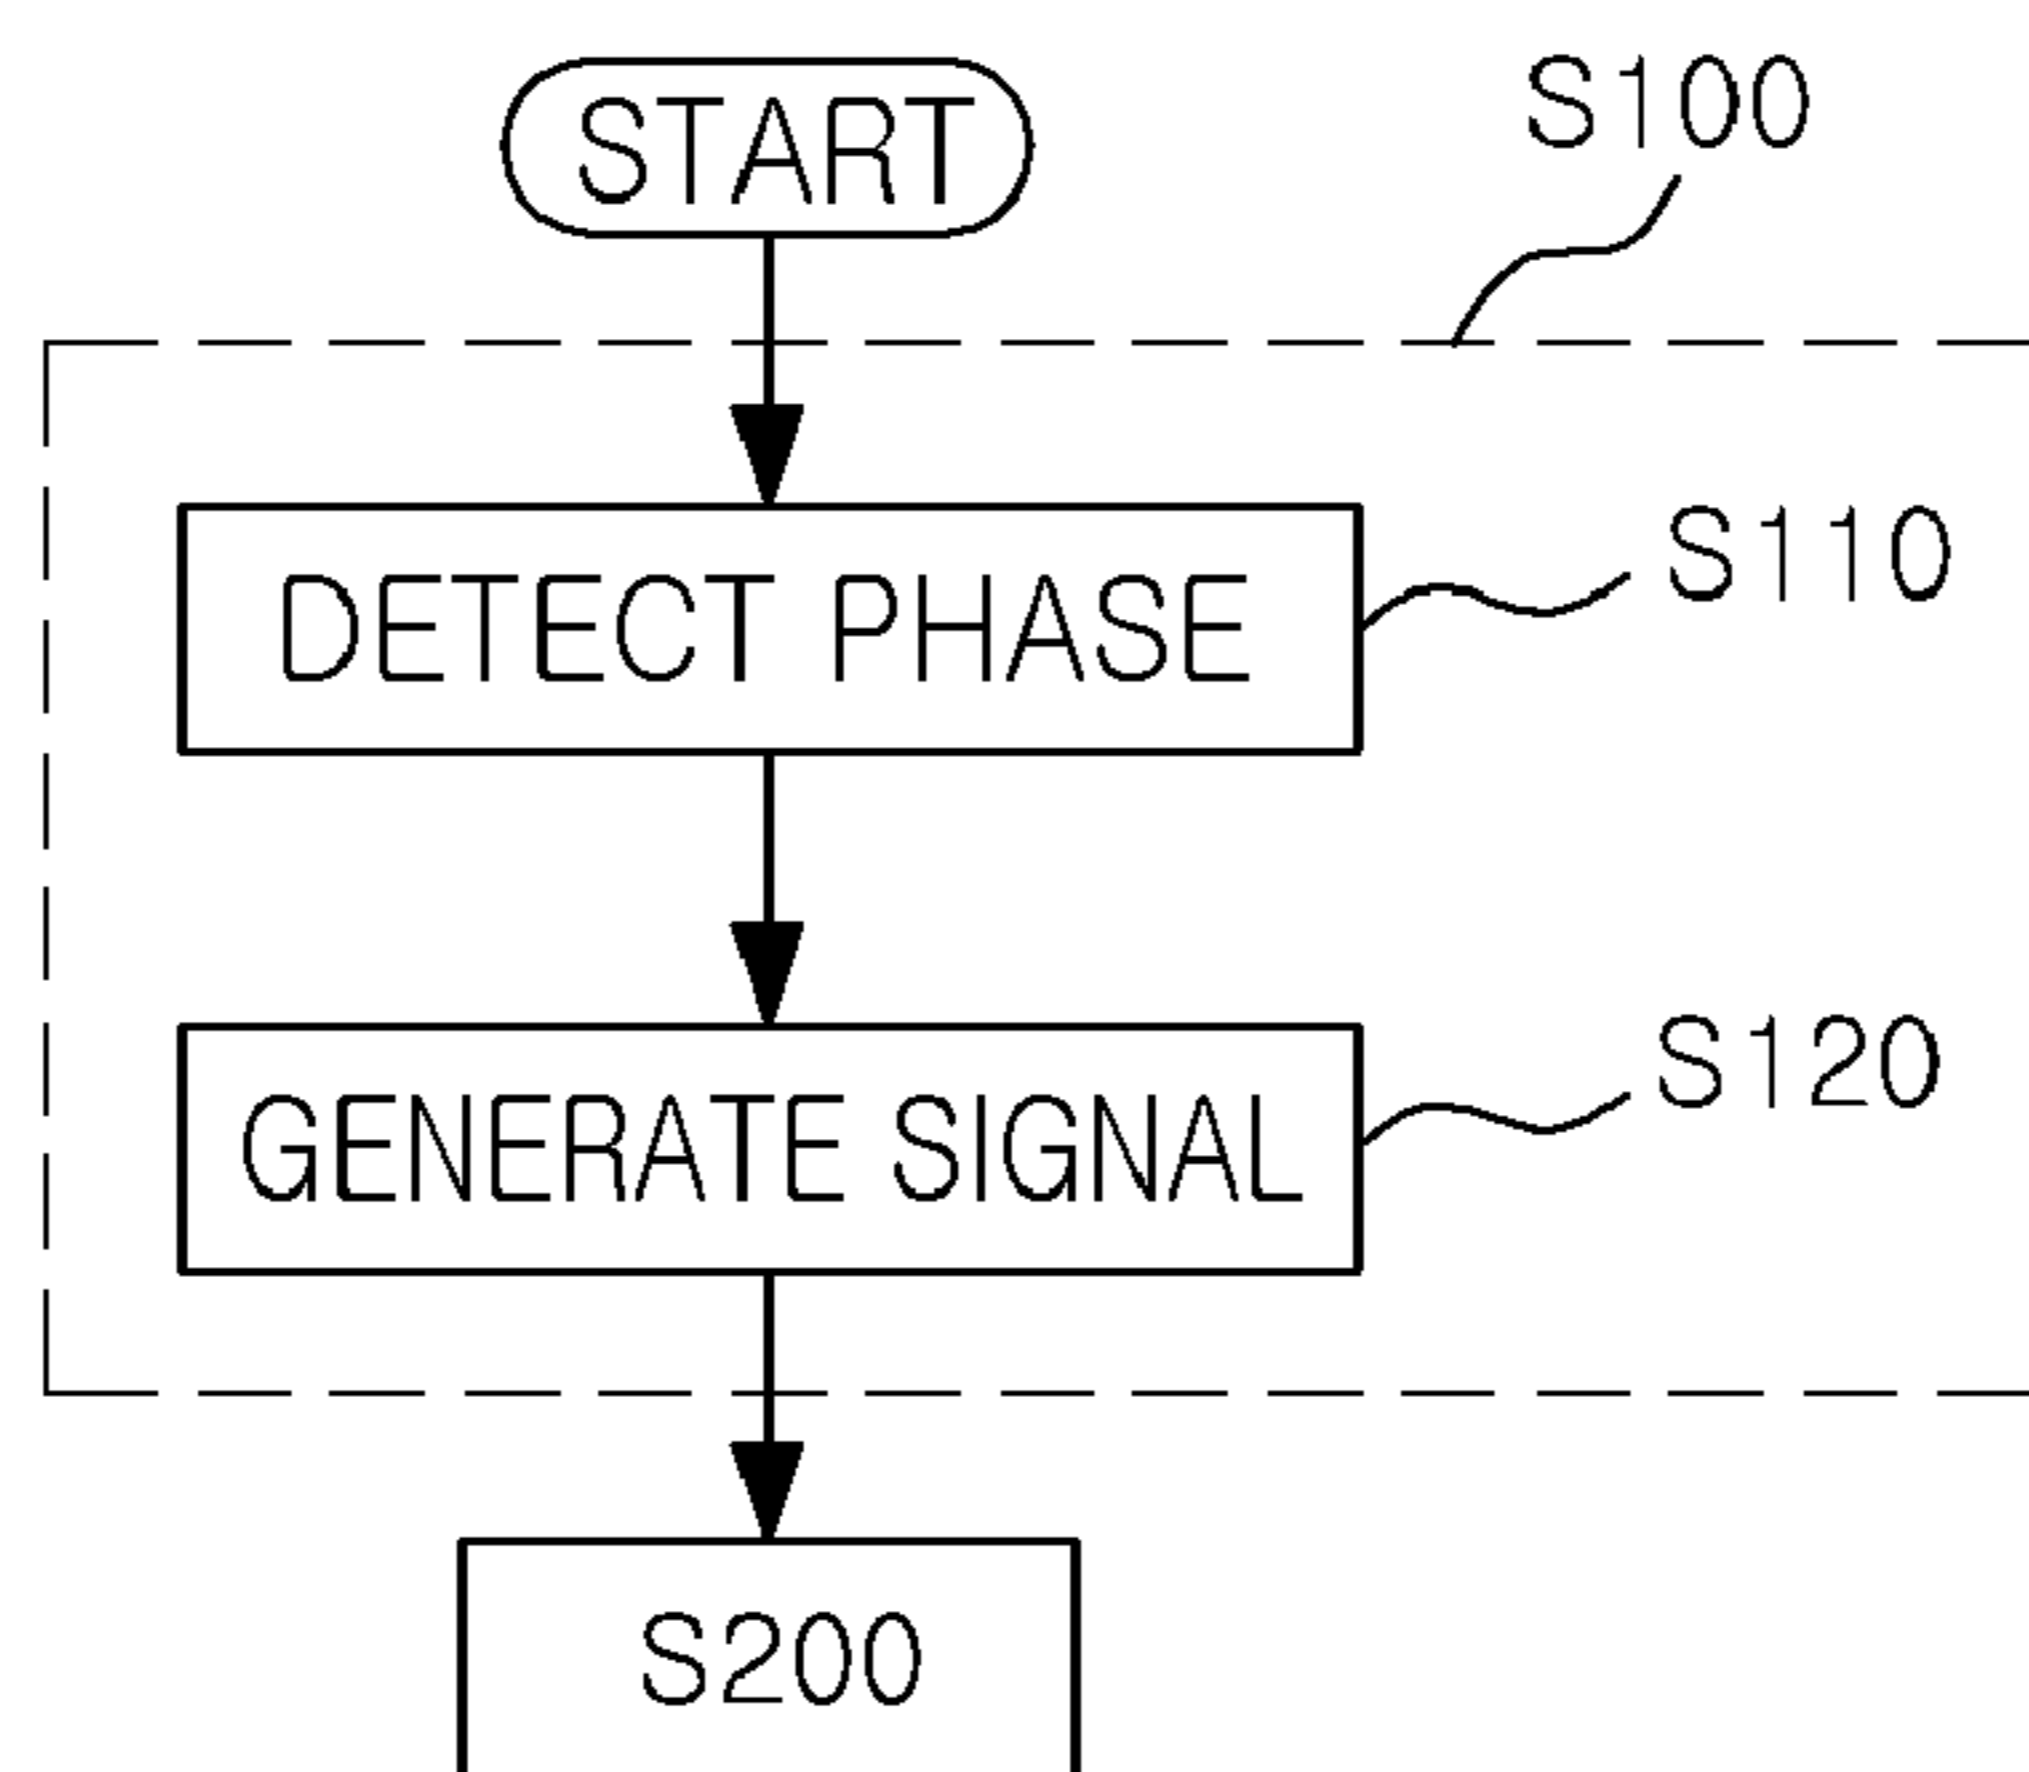 START
S100
DETECT PHASE
S110
GENERATE SIGNAL
S120
S200